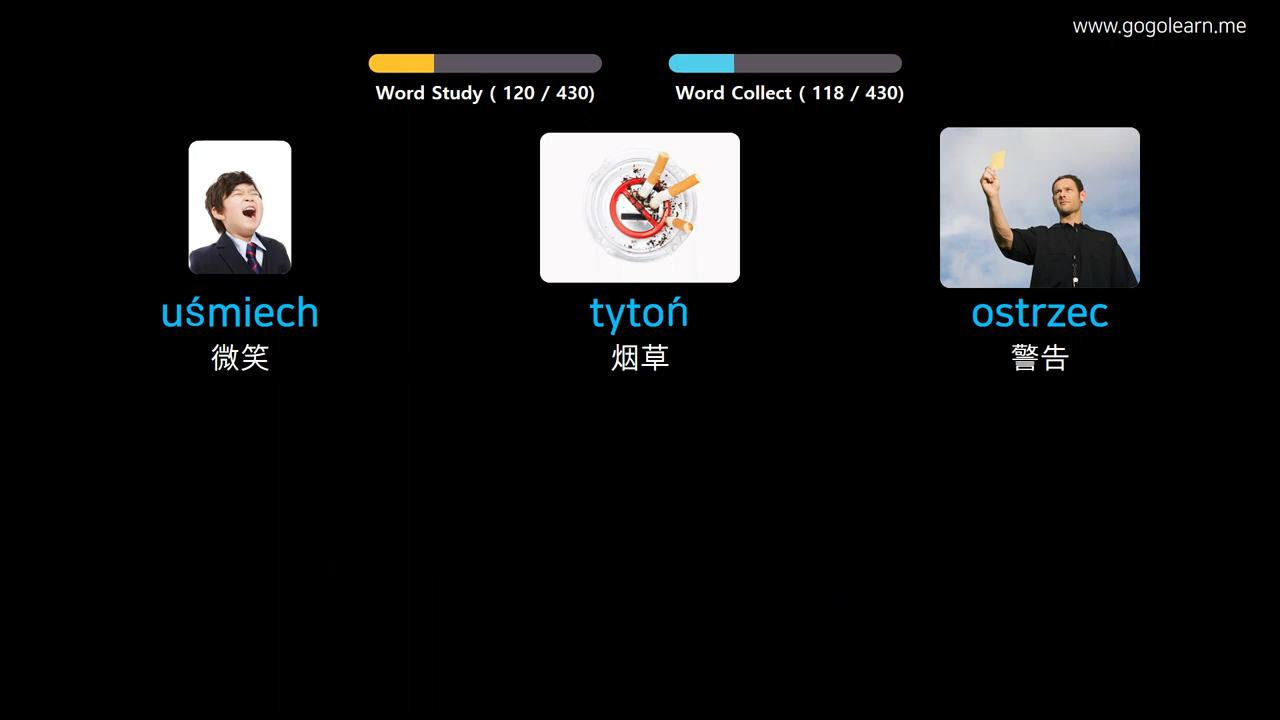 www.gogolearn.me
Word Study ( 120 / 430)
Word Collect ( 118 / 430)
uśmiech
微笑
tytoń
烟草
ostrzec
警告